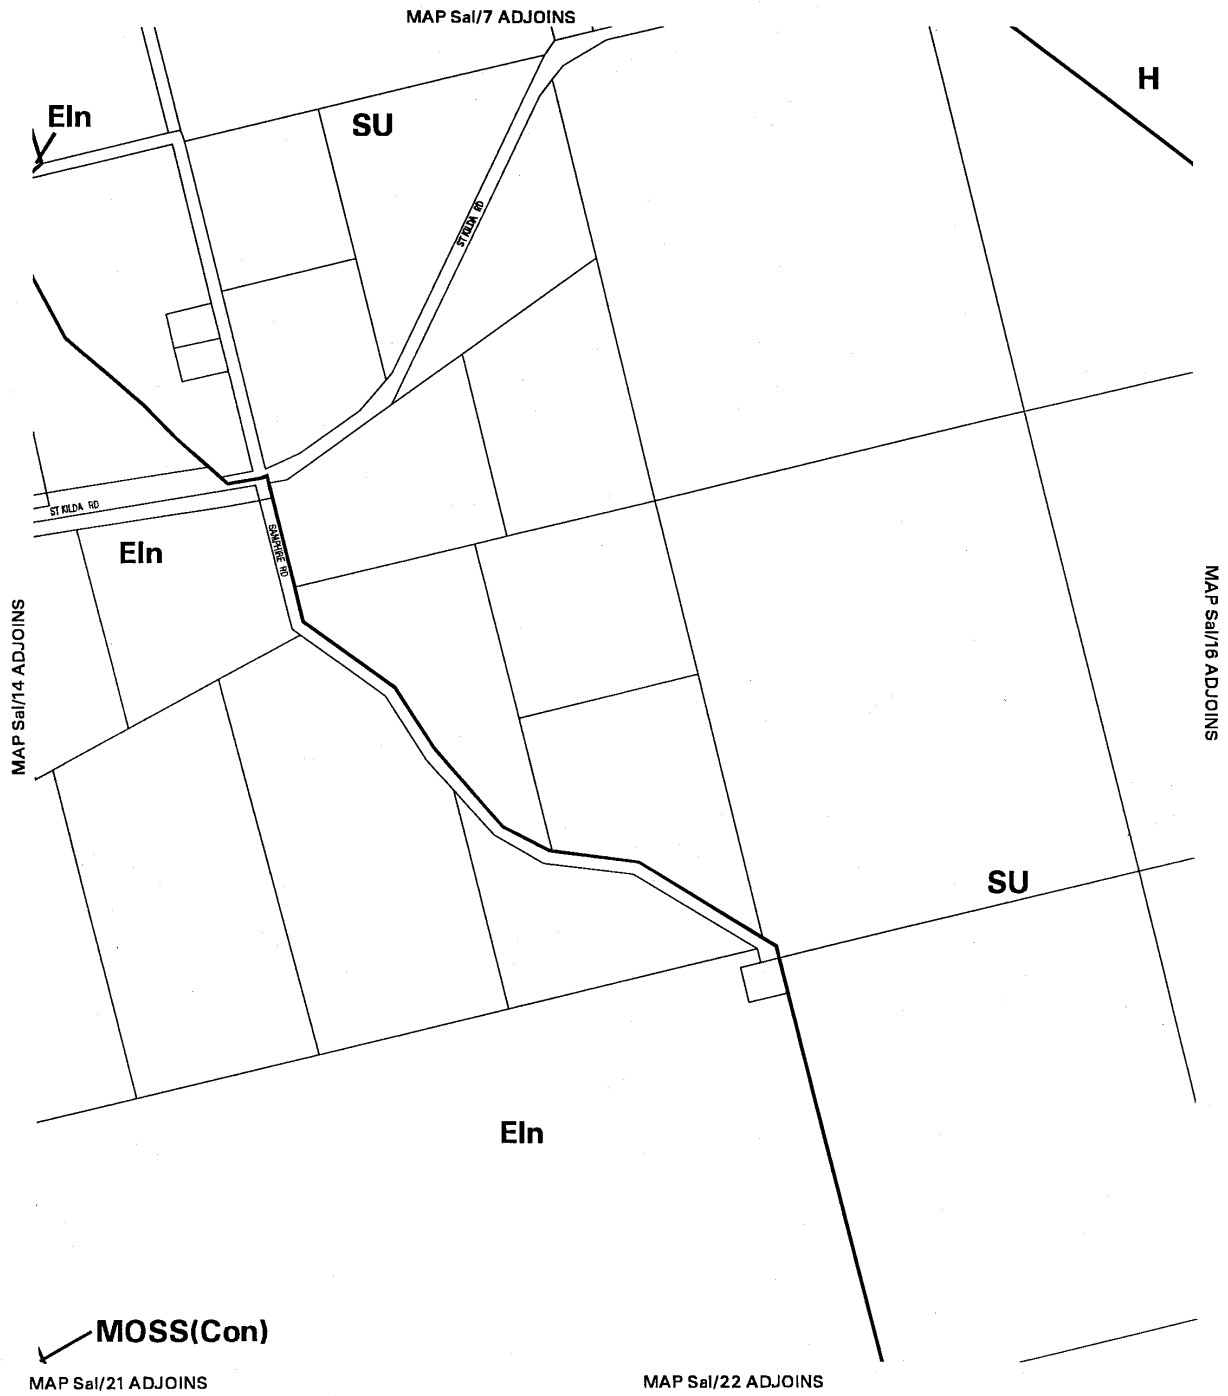 MAP Sal/7 ADJOINS
H
Eln
SU
ST KILDA RD
ST KILDA RD
SAMPHIRE RD
Eln
MAP Sal/14 ADJOINS
MAP Sal/16 ADJOINS
SU
Eln
MOSS(Con)
MAP Sal/21 ADJOINS
MAP Sal/22 ADJOINS